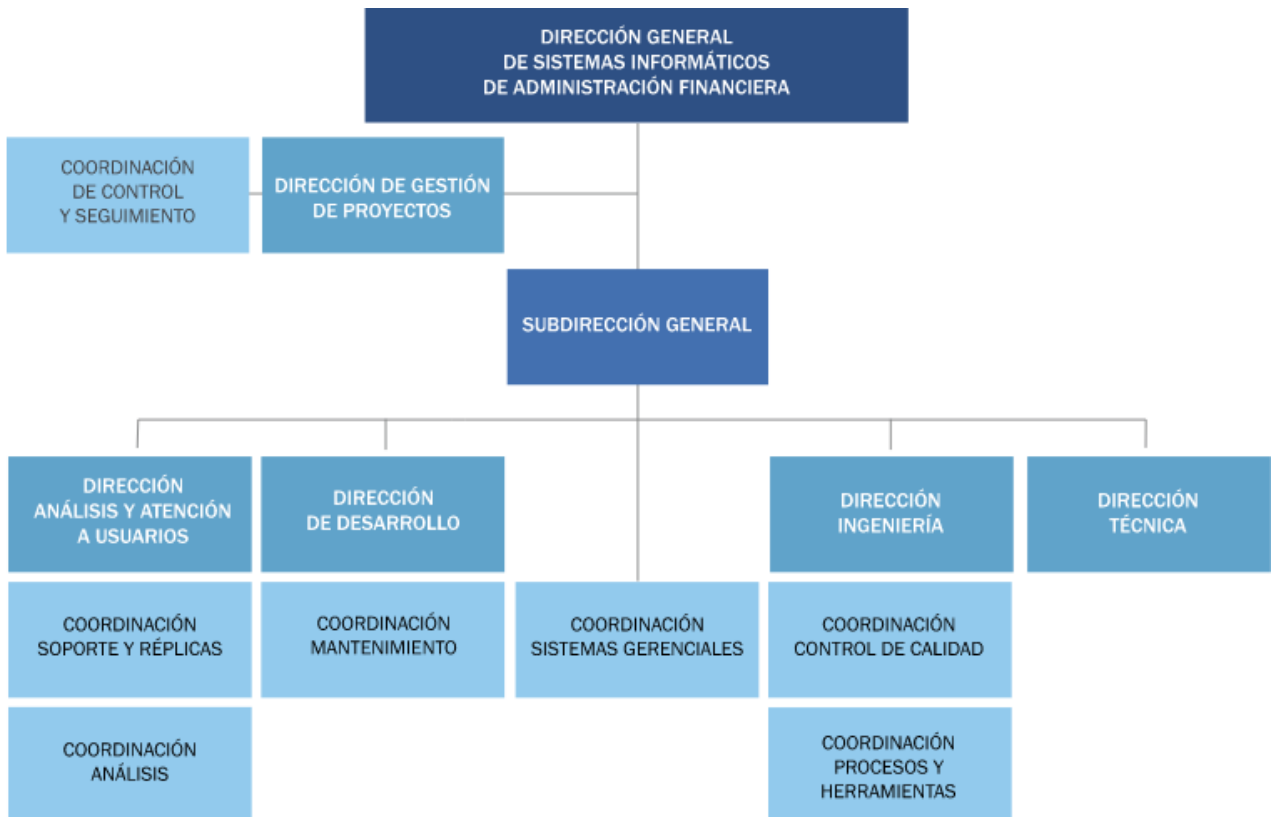 DIRECCIÓN GENERAL
DE SISTEMAS INFORMÁTICOS
DE ADMINISTRACIÓN FINANCIERA
COORDINACIÓN
DE CONTROL
Y SEGUIMIENTO
DIRECCIÓN DE GESTIÓN
DE PROYECTOS
SUBDIRECCIÓN GENERAL
DIRECCIÓN
ANÁLISIS Y ATENCIÓN
A USUARIOS
DIRECCIÓN
DE DESARROLLO
DIRECCIÓN
INGENIERÍA
DIRECCIÓN
TÉCNICA
COORDINACIÓN
SOPORTE Y RÉPLICAS
COORDINACIÓN
MANTENIMIENTO
COORDINACIÓN
SISTEMAS GERENCIALES
COORDINACIÓN
CONTROL DE CALIDAD
COORDINACIÓN
ANÁLISIS
COORDINACIÓN
PROCESOS Y
HERRAMIENTAS